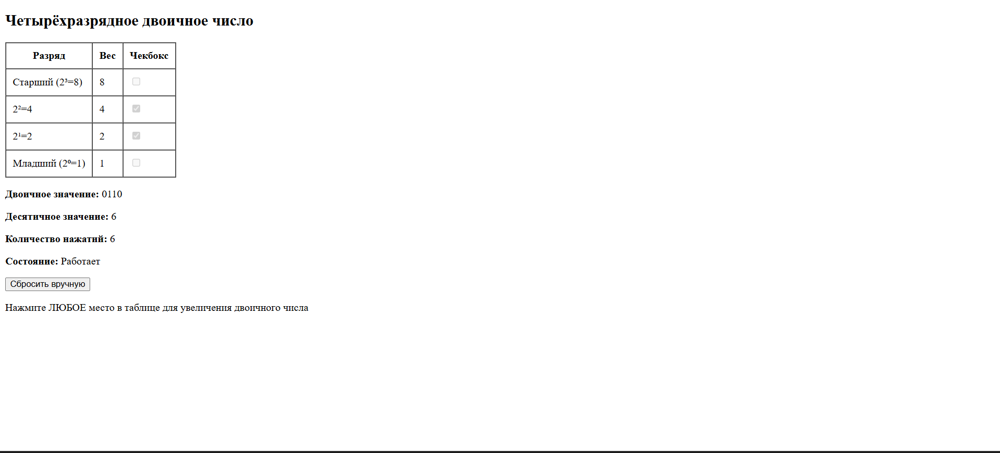 Четырёхразрядное двоичное число
Разряд Вес Чекбокс
Старший (2³=8) 8
2²=4 4
2¹=2 2
Младший (2⁰=1) 1
Двоичное значение: 0110
Десятичное значение: 6
Количество нажатий: 6
Состояние: Работает
Сбросить вручную
Нажмите ЛЮБОЕ место в таблице для увеличения двоичного числа